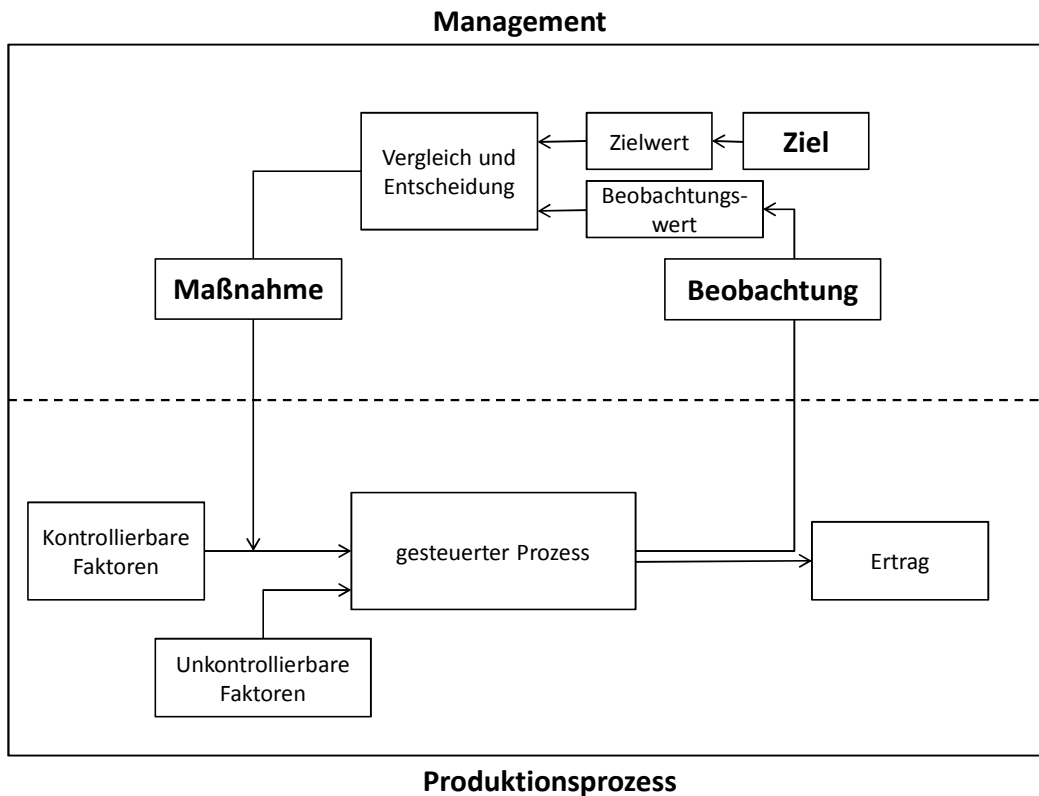 Management
Vergleich und
Entscheidung
Zielwert
Ziel
Beobachtungs-
wert
Maßnahme
Beobachtung
Kontrollierbare
Faktoren
gesteuerter Prozess
Ertrag
Unkontrollierbare
Faktoren
Produktionsprozess